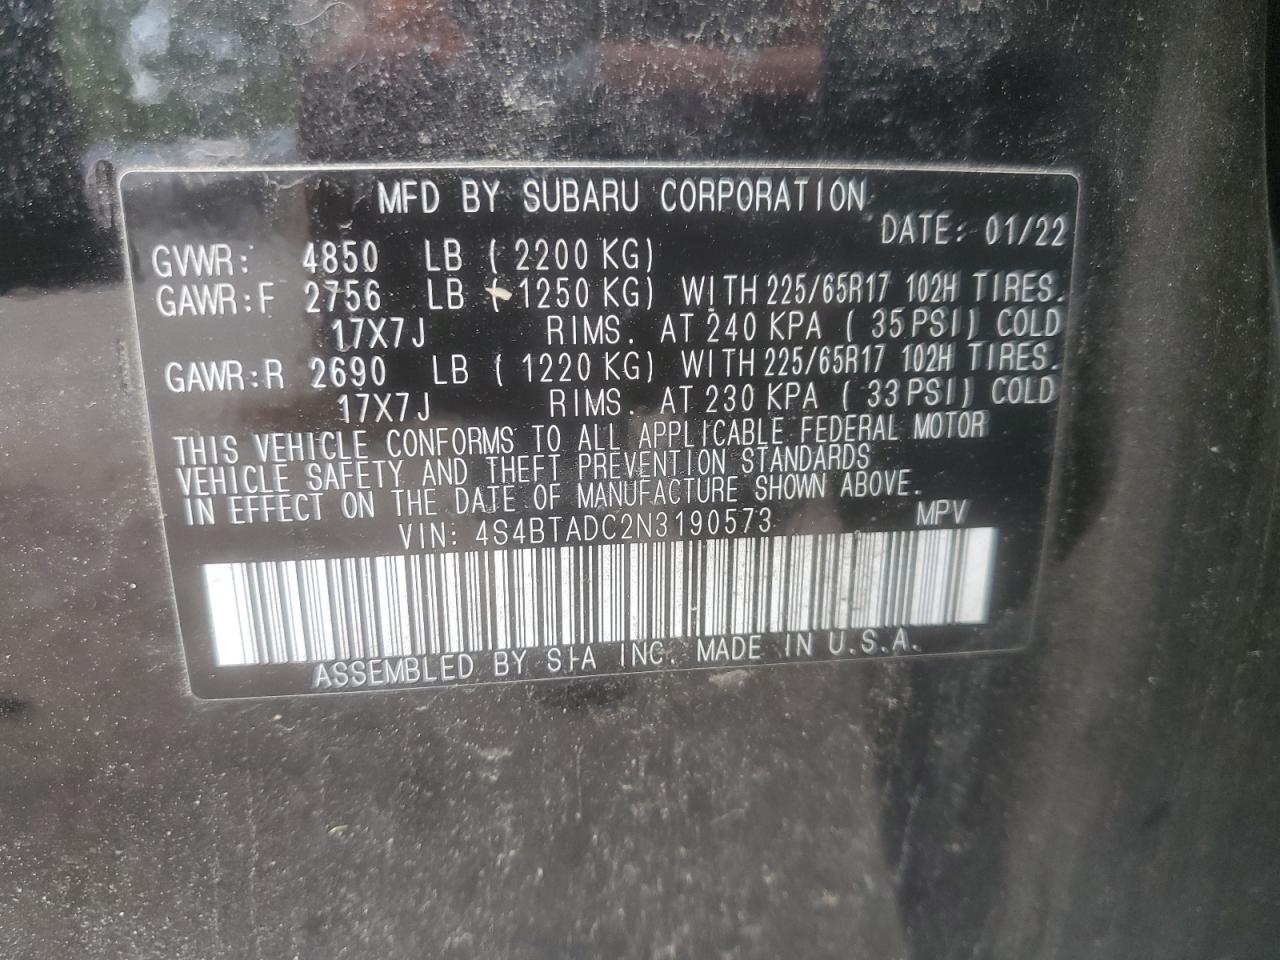 MFD BY SUBARU CORPORATION
DATE: 01/22
GVWR: 4850 LB ( 2200 KG)
GAWR:F 2756 LB ( 1250 KG) WITH 225/65R17 102H TIRES.
17X7J RIMS. AT 240 KPA ( 35 PSI) COLD
GAWR:R 2690 LB ( 1220 KG) WITH 225/65R17 102H TIRES.
17X7J RIMS. AT 230 KPA ( 33 PSI) COLD
THIS VEHICLE CONFORMS TO ALL APPLICABLE FEDERAL MOTOR
VEHICLE SAFETY AND THEFT PREVENTION STANDARDS
IN EFFECT ON THE DATE OF MANUFACTURE SHOWN ABOVE.
VIN: 4S4BTADC2N3190573 MPV
ASSEMBLED BY SIA INC. MADE IN U.S.A.